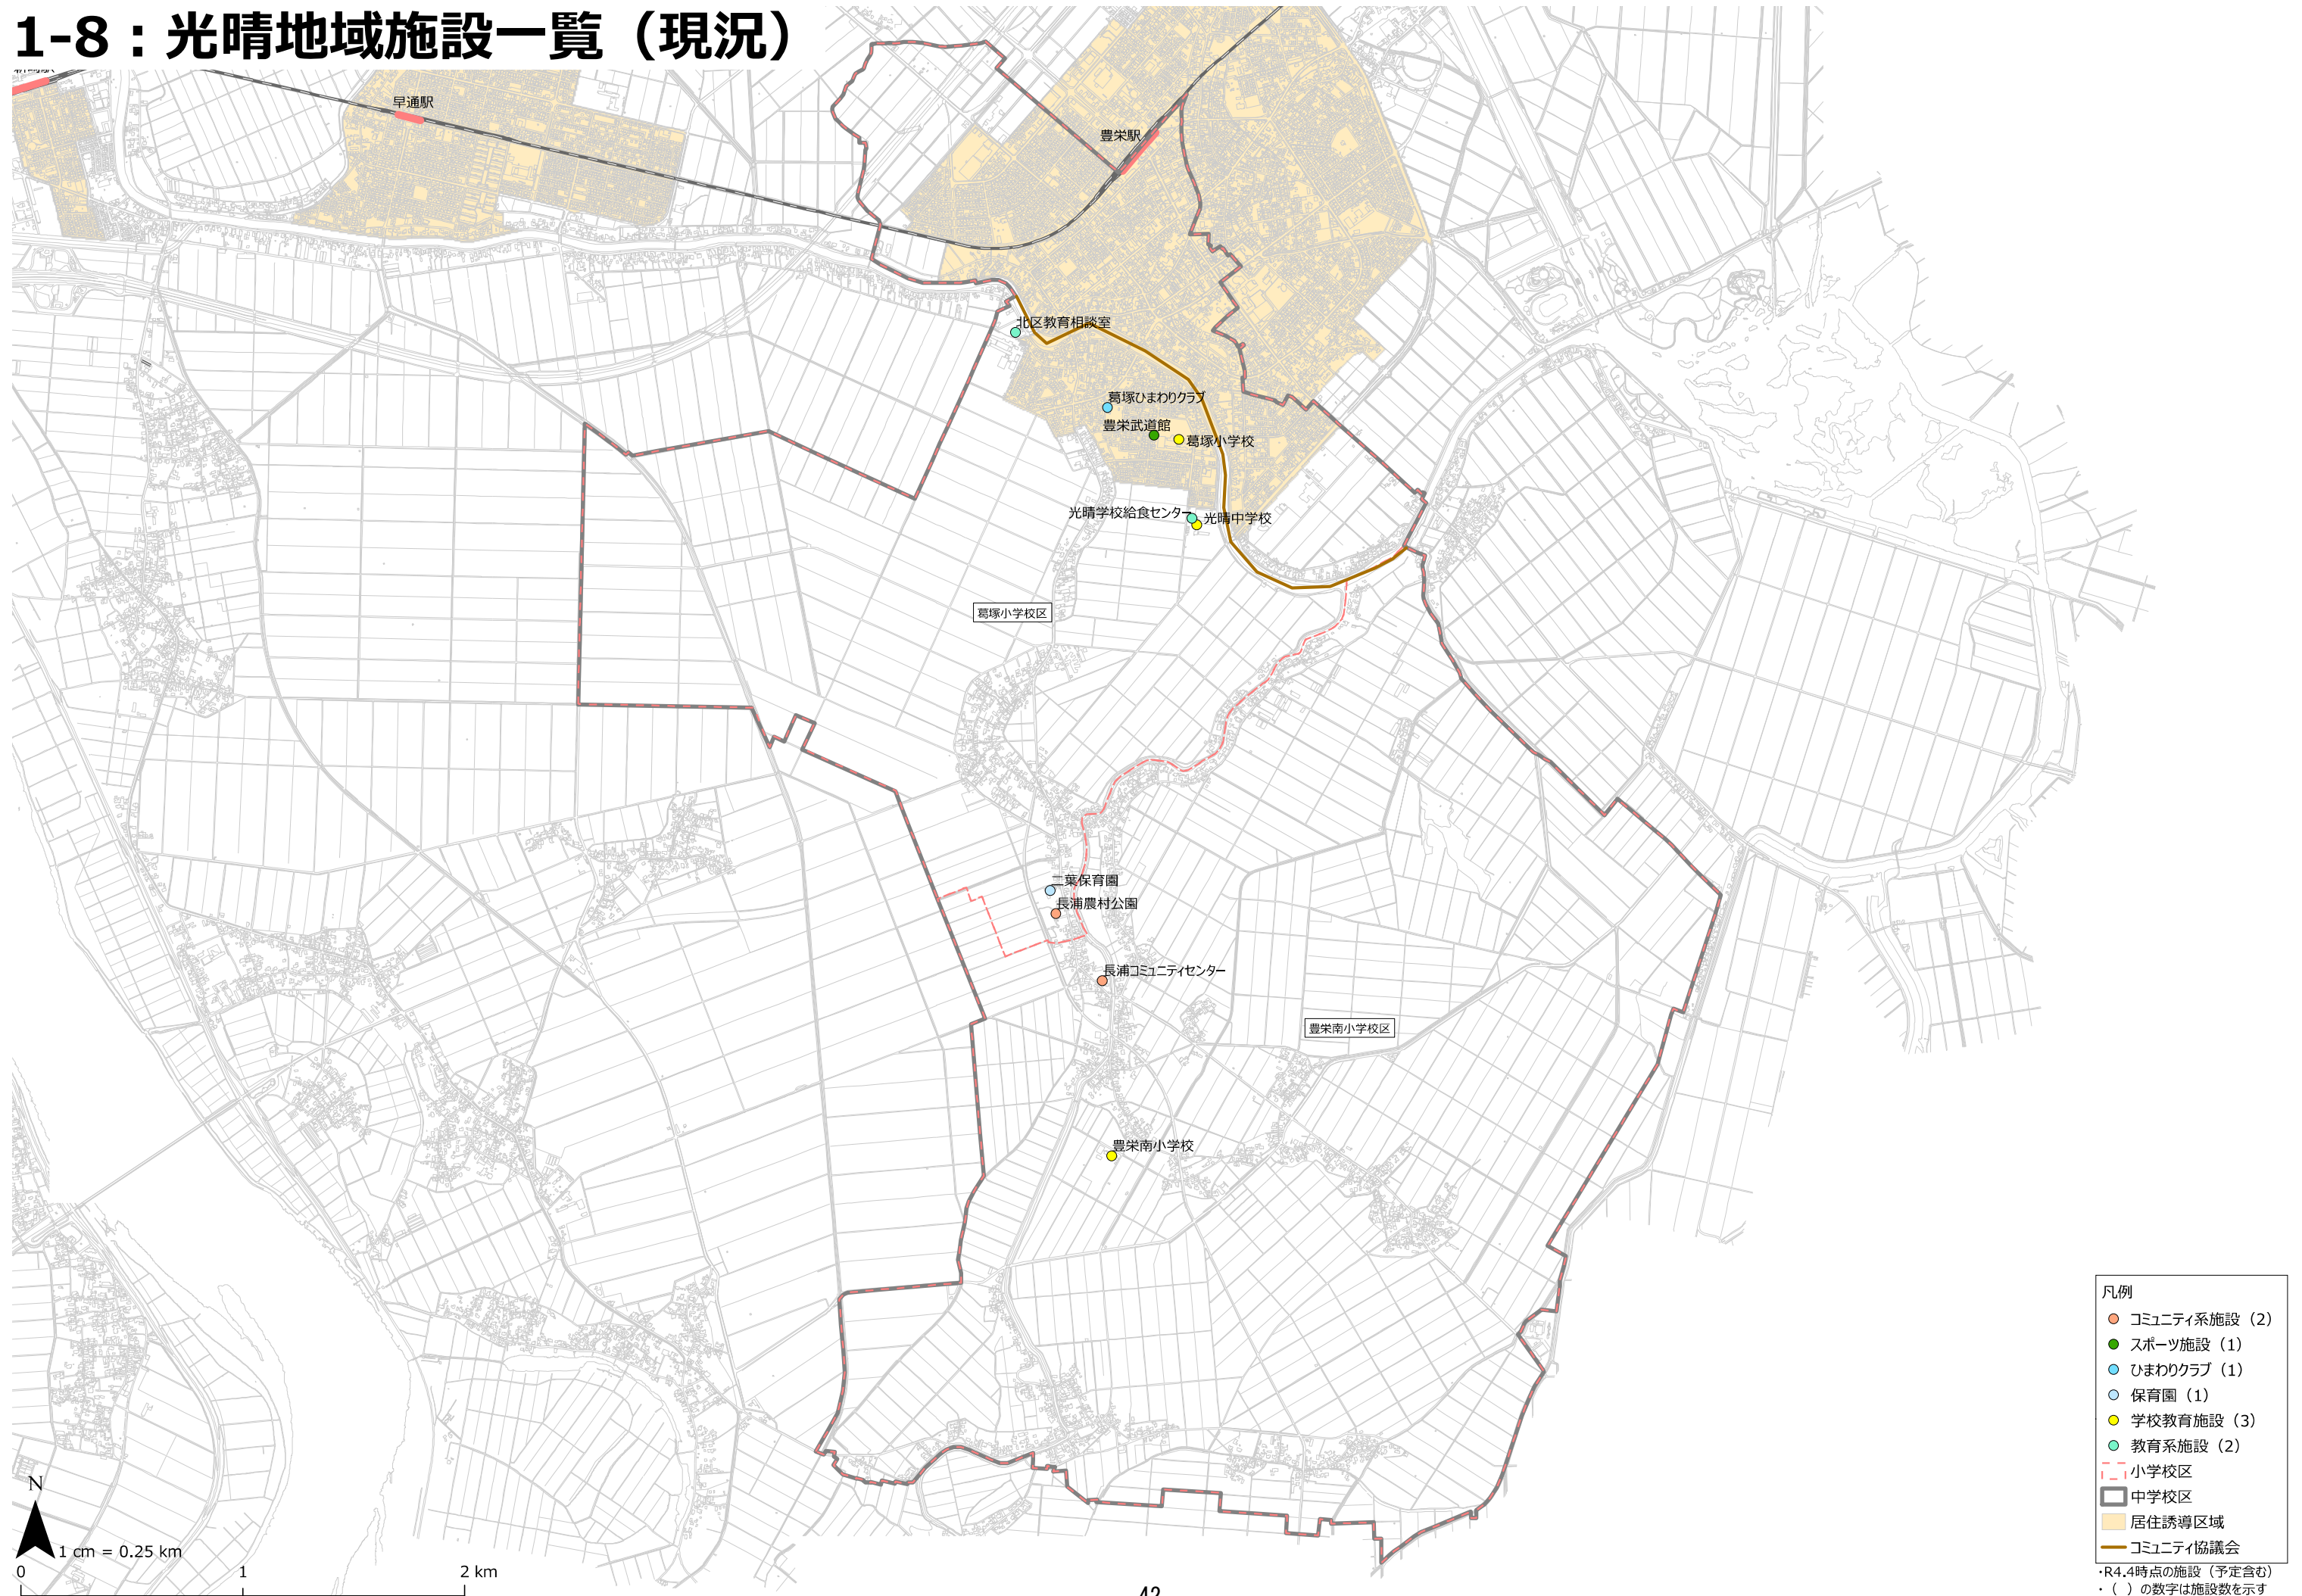 1-8：光晴地域施設一覧（現況）
早通駅
豊栄駅
北区教育相談室
葛塚ひまわりクラブ
豊栄武道館
葛塚小学校
光晴学校給食センター
光晴中学校
葛塚小学校区
二葉保育園
長浦農村公園
長浦コミュニティセンター
豊栄南小学校区
豊栄南小学校
凡例
コミュニティ系施設（2）
スポーツ施設（1）
ひまわりクラブ（1）
保育園（1）
学校教育施設（3）
教育系施設（2）
小学校区
中学校区
居住誘導区域
コミュニティ協議会
・R4.4時点の施設（予定含む）
・（ ）の数字は施設数を示す
N
1 cm = 0.25 km
0 1 2 km
42